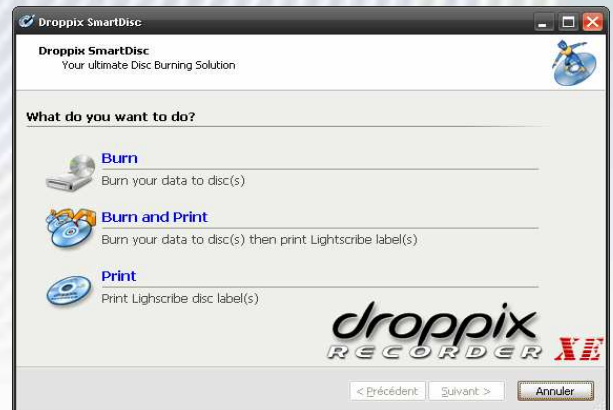 Droppix SmartDisc
Droppix SmartDisc
Your ultimate Disc Burning Solution
What do you want to do?
Burn
Burn your data to disc(s)
Burn and Print
Burn your data to disc(s) then print Lightscribe label(s)
Print
Print Lighscribe disc label(s)
droppix
RECORDER XE
< Précédent
Suivant >
Annuler